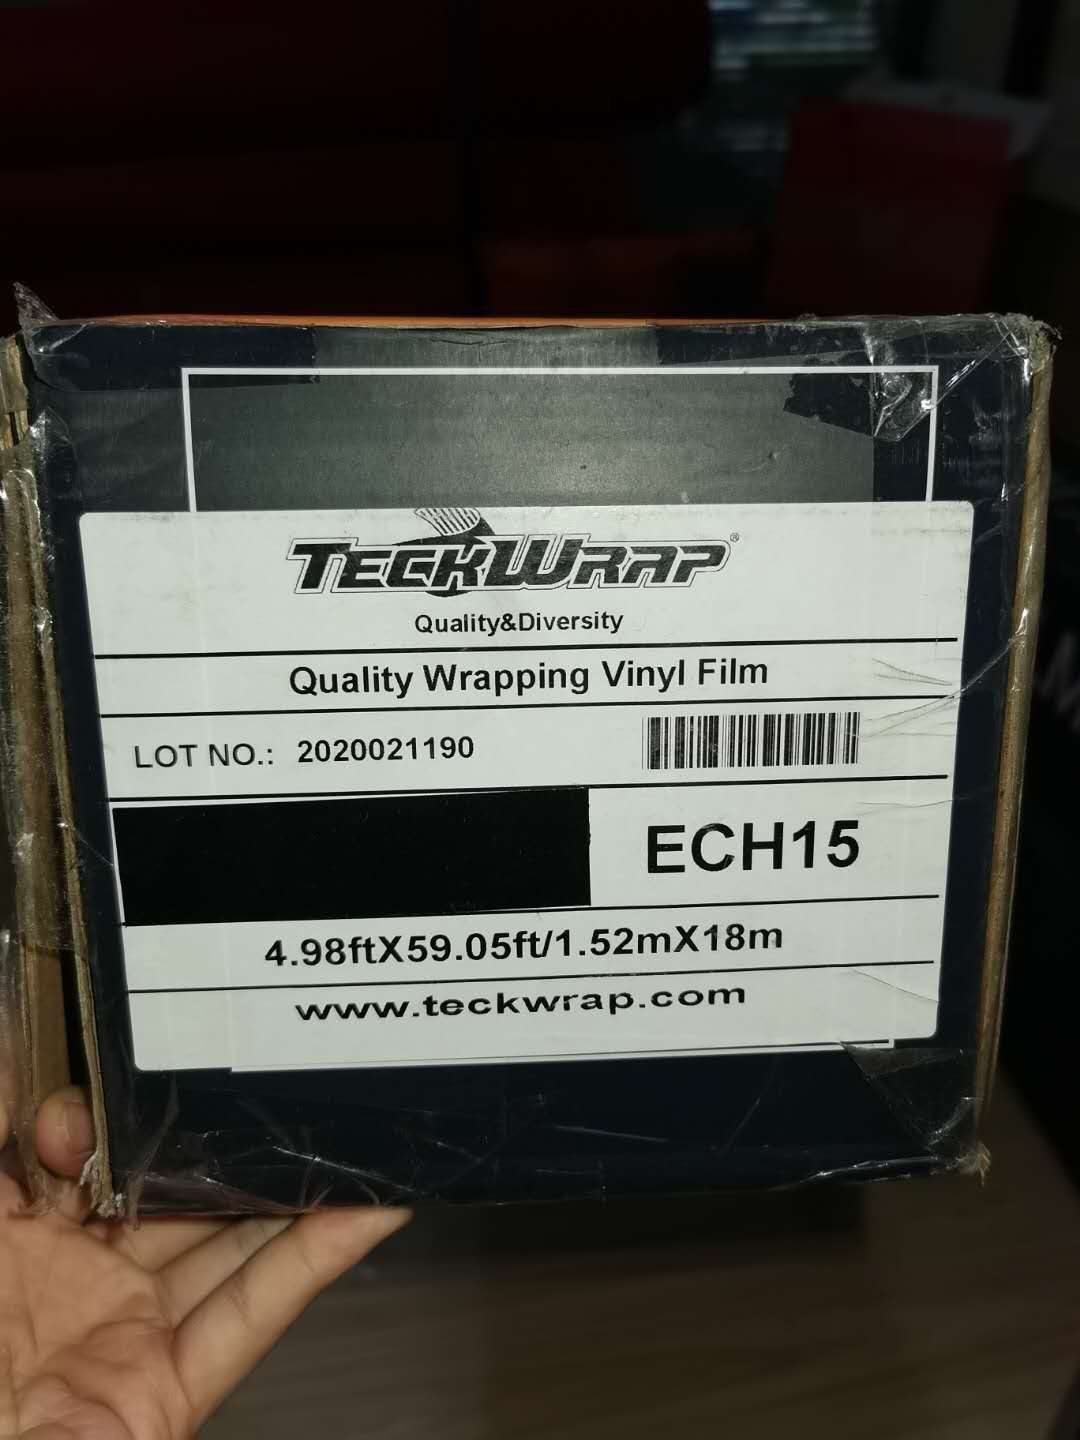 TECKWRAP®
Quality&Diversity
Quality Wrapping Vinyl Film
LOT NO.: 2020021190
ECH15
4.98ftX59.05ft/1.52mX18m
www.teckwrap.com